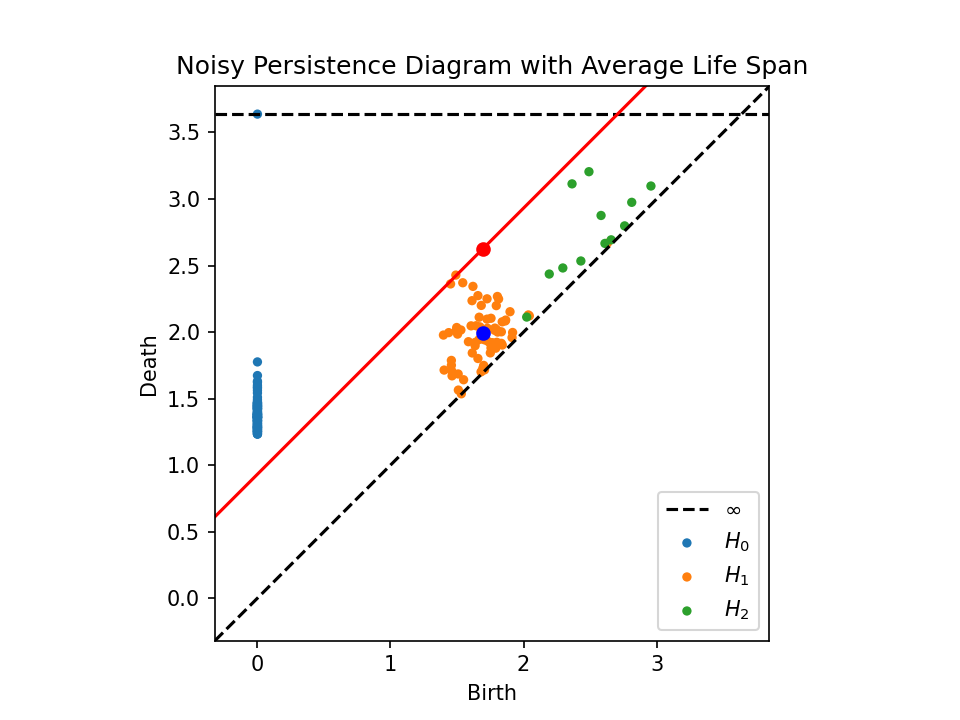 Noisy Persistence Diagram with Average Life Span
Death
3.5
3.0
2.5
2.0
1.5
1.0
0.5
0.0
0 1 2 3
Birth
∞
H₀
H₁
H₂